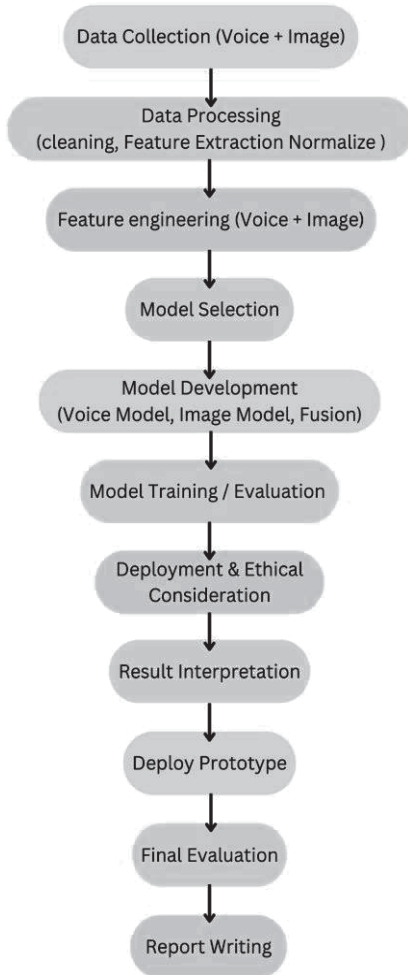 Data Collection (Voice + Image)
Data Processing
(cleaning, Feature Extraction Normalize )
Feature engineering (Voice + Image)
Model Selection
Model Development
(Voice Model, Image Model, Fusion)
Model Training / Evaluation
Deployment & Ethical
Consideration
Result Interpretation
Deploy Prototype
Final Evaluation
Report Writing